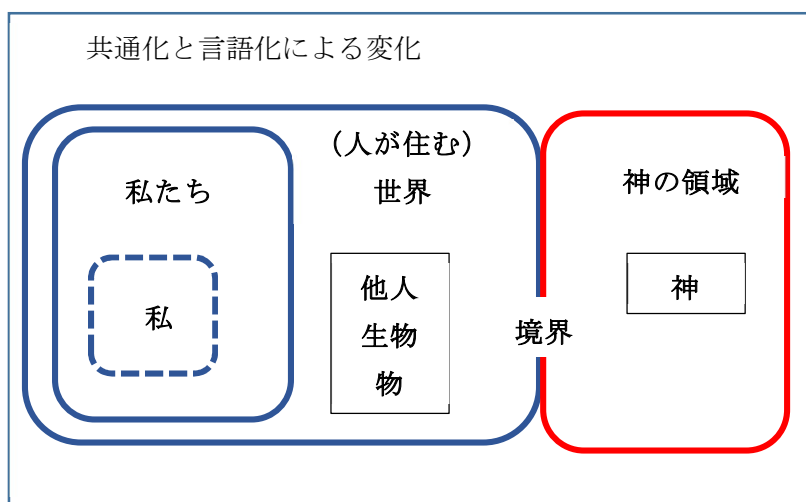 共通化と言語化による変化
私たち
私
（人が住む）
世界
他人
生物
物
境界
神の領域
神